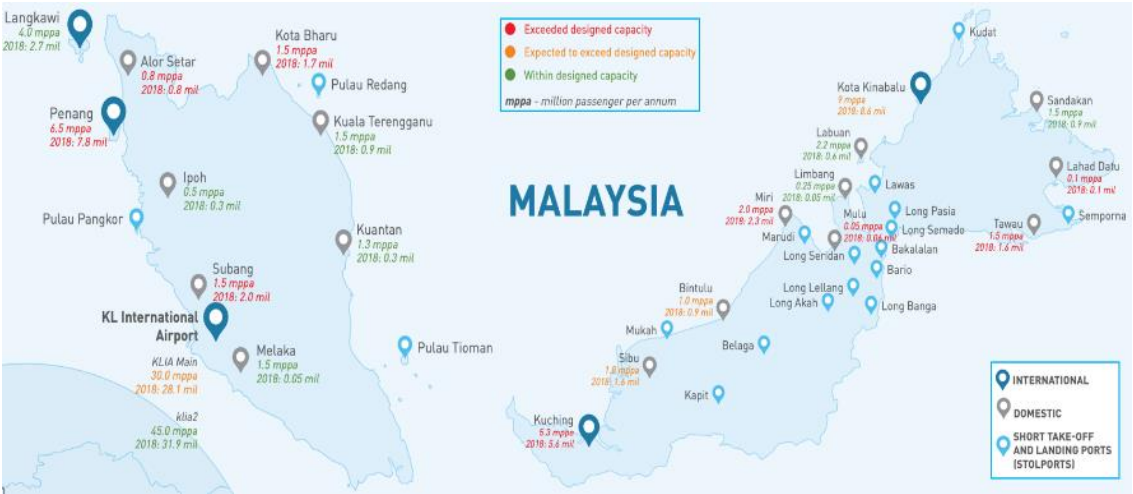 Langkawi
4.0 mppa
2018: 2.7 mil
Alor Setar
0.8 mppa
2018: 0.8 mil
Kota Bharu
1.5 mppa
2018: 1.7 mil
Pulau Redang
Penang
6.5 mppa
2018: 7.8 mil
Kuala Terengganu
1.5 mppa
2018: 0.9 mil
Ipoh
0.5 mppa
2018: 0.3 mil
Pulau Pangkor
Kuantan
1.3 mppa
2018: 0.3 mil
Subang
1.5 mppa
2018: 2.0 mil
KL International
Airport
KLIA Main
30.0 mppa
2018: 28.1 mil
klia2
45.0 mppa
2018: 31.9 mil
Melaka
1.5 mppa
2018: 0.05 mil
Pulau Tioman
Exceeded designed capacity
Expected to exceed designed capacity
Within designed capacity
mppa - million passenger per annum
MALAYSIA
Kudat
Kota Kinabalu
9 mppa
2018: 8.6 mil
Sandakan
1.5 mppa
2018: 0.9 mil
Labuan
2.2 mppa
2018: 0.6 mil
Limbang
0.25 mppa
2018: 0.05 mil
Lawas
Lahad Datu
0.1 mppa
2018: 0.1 mil
Miri
2.0 mppa
2018: 2.3 mil
Mulu
0.05 mppa
2018: 0.06 mil
Long Pasia
Long Semado
Tawau
1.5 mppa
2018: 1.6 mil
Semporna
Marudi
Long Seridan
Bakalalan
Bario
Long Lellang
Long Akah
Long Banga
Bintulu
1.0 mppa
2018: 0.9 mil
Mukah
Belaga
Sibu
1.8 mppa
2018: 1.6 mil
Kapit
Kuching
5.3 mppa
2018: 5.6 mil
INTERNATIONAL
DOMESTIC
SHORT TAKE-OFF
AND LANDING PORTS
(STOLPORTS)